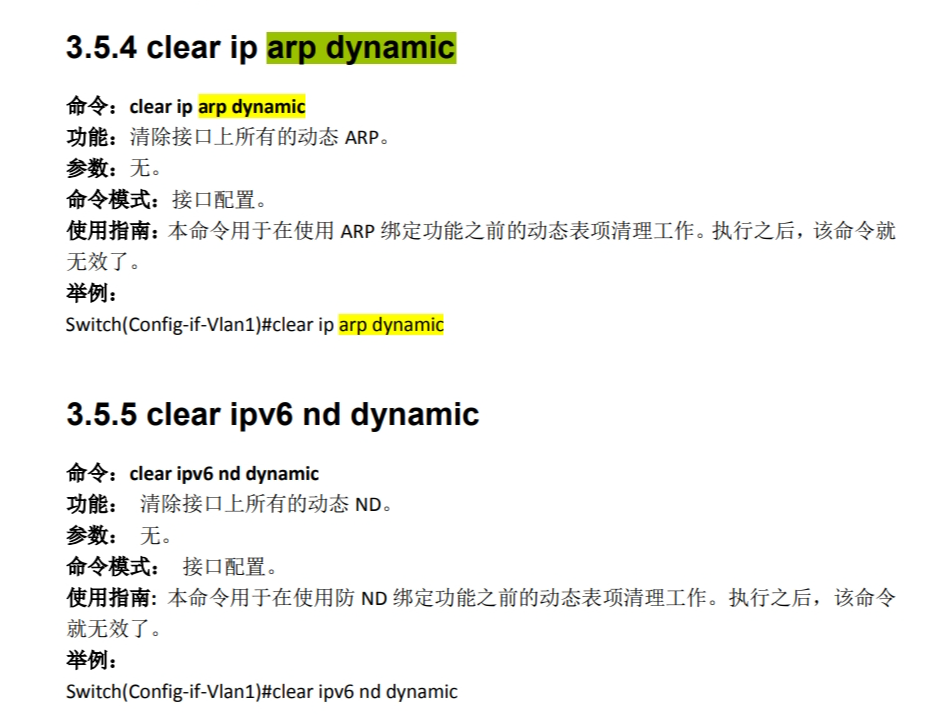 3.5.4 clear ip arp dynamic
命令：clear ip arp dynamic
功能：清除接口上所有的动态 ARP。
参数：无。
命令模式：接口配置。
使用指南：本命令用于在使用 ARP 绑定功能之前的动态表项清理工作。执行之后，该命令就
无效了。
举例：
Switch(Config-if-Vlan1)#clear ip arp dynamic
3.5.5 clear ipv6 nd dynamic
命令：clear ipv6 nd dynamic
功能： 清除接口上所有的动态 ND。
参数： 无。
命令模式： 接口配置。
使用指南: 本命令用于在使用防 ND 绑定功能之前的动态表项清理工作。执行之后，该命令
就无效了。
举例：
Switch(Config-if-Vlan1)#clear ipv6 nd dynamic